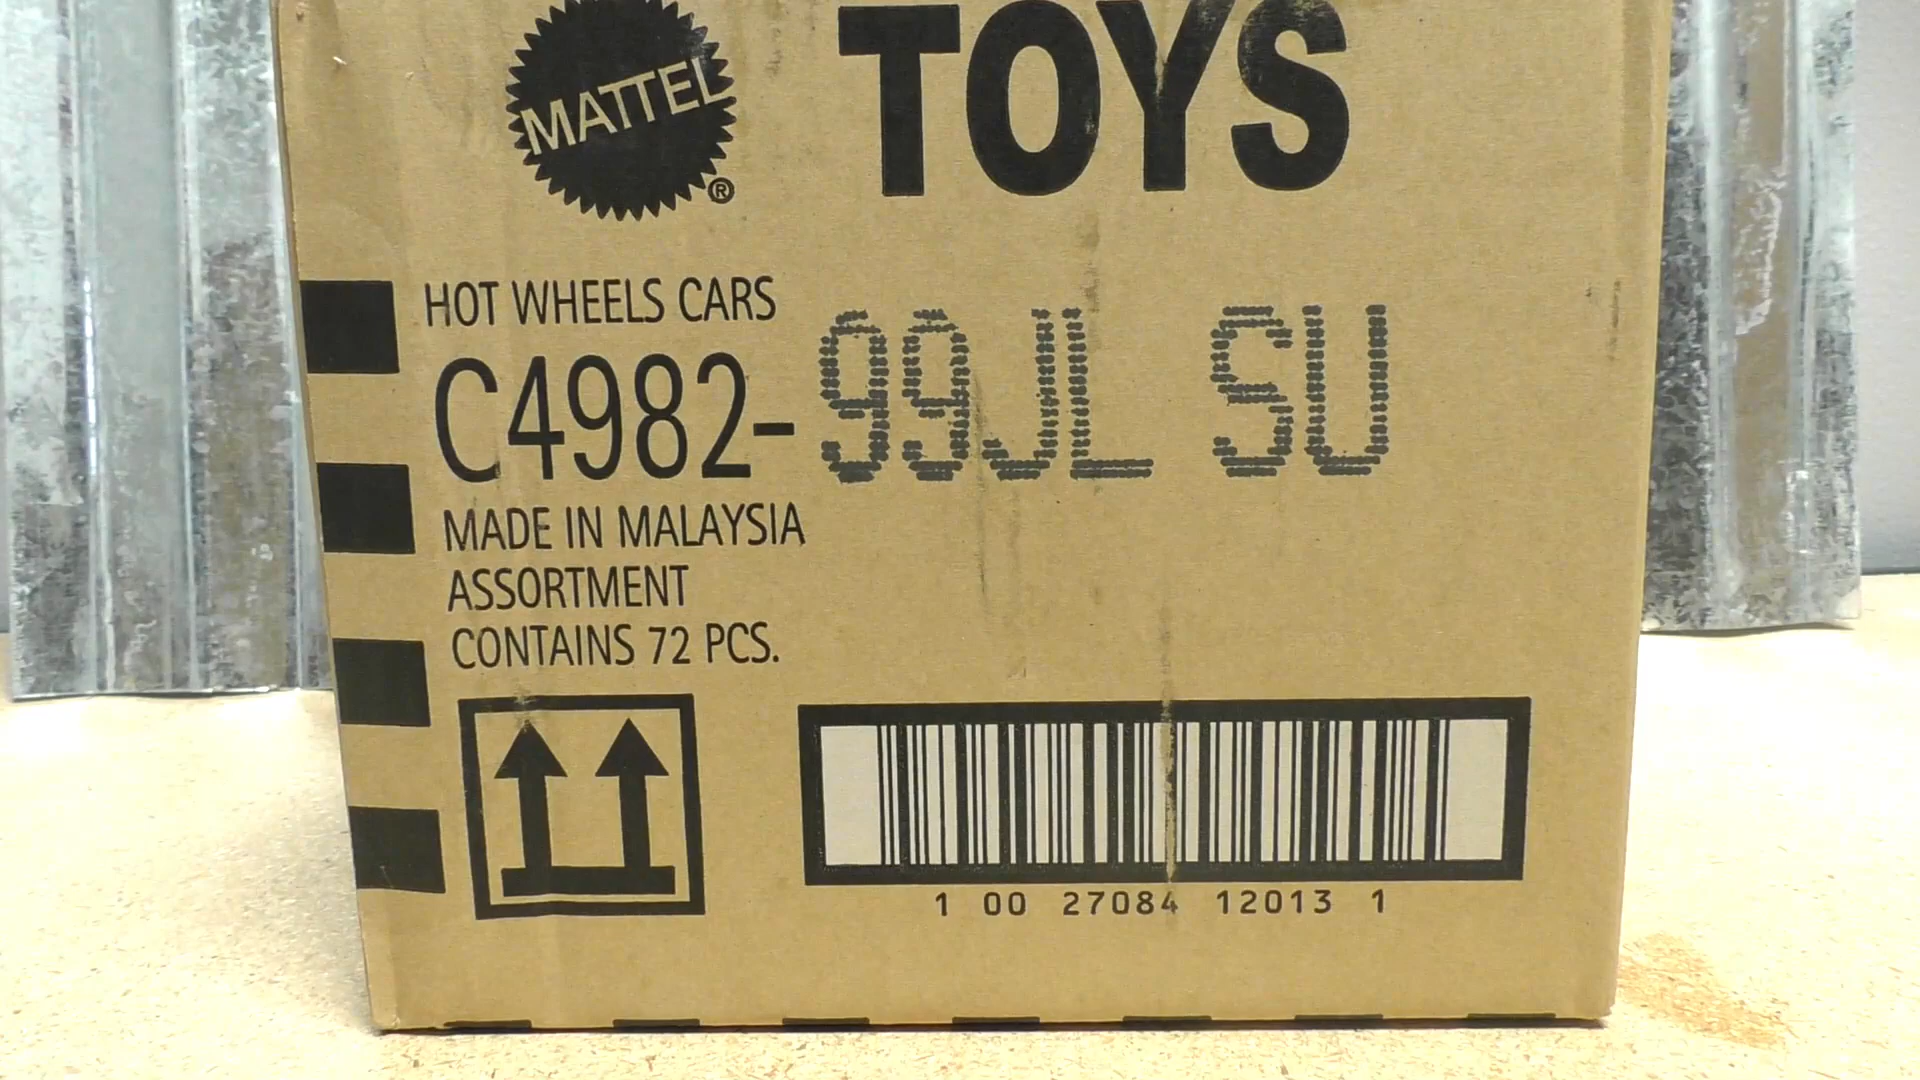 MATTEL®
TOYS
HOT WHEELS CARS
C4982-99JL SU
MADE IN MALAYSIA
ASSORTMENT
CONTAINS 72 PCS.
1 00 27084 12013 1